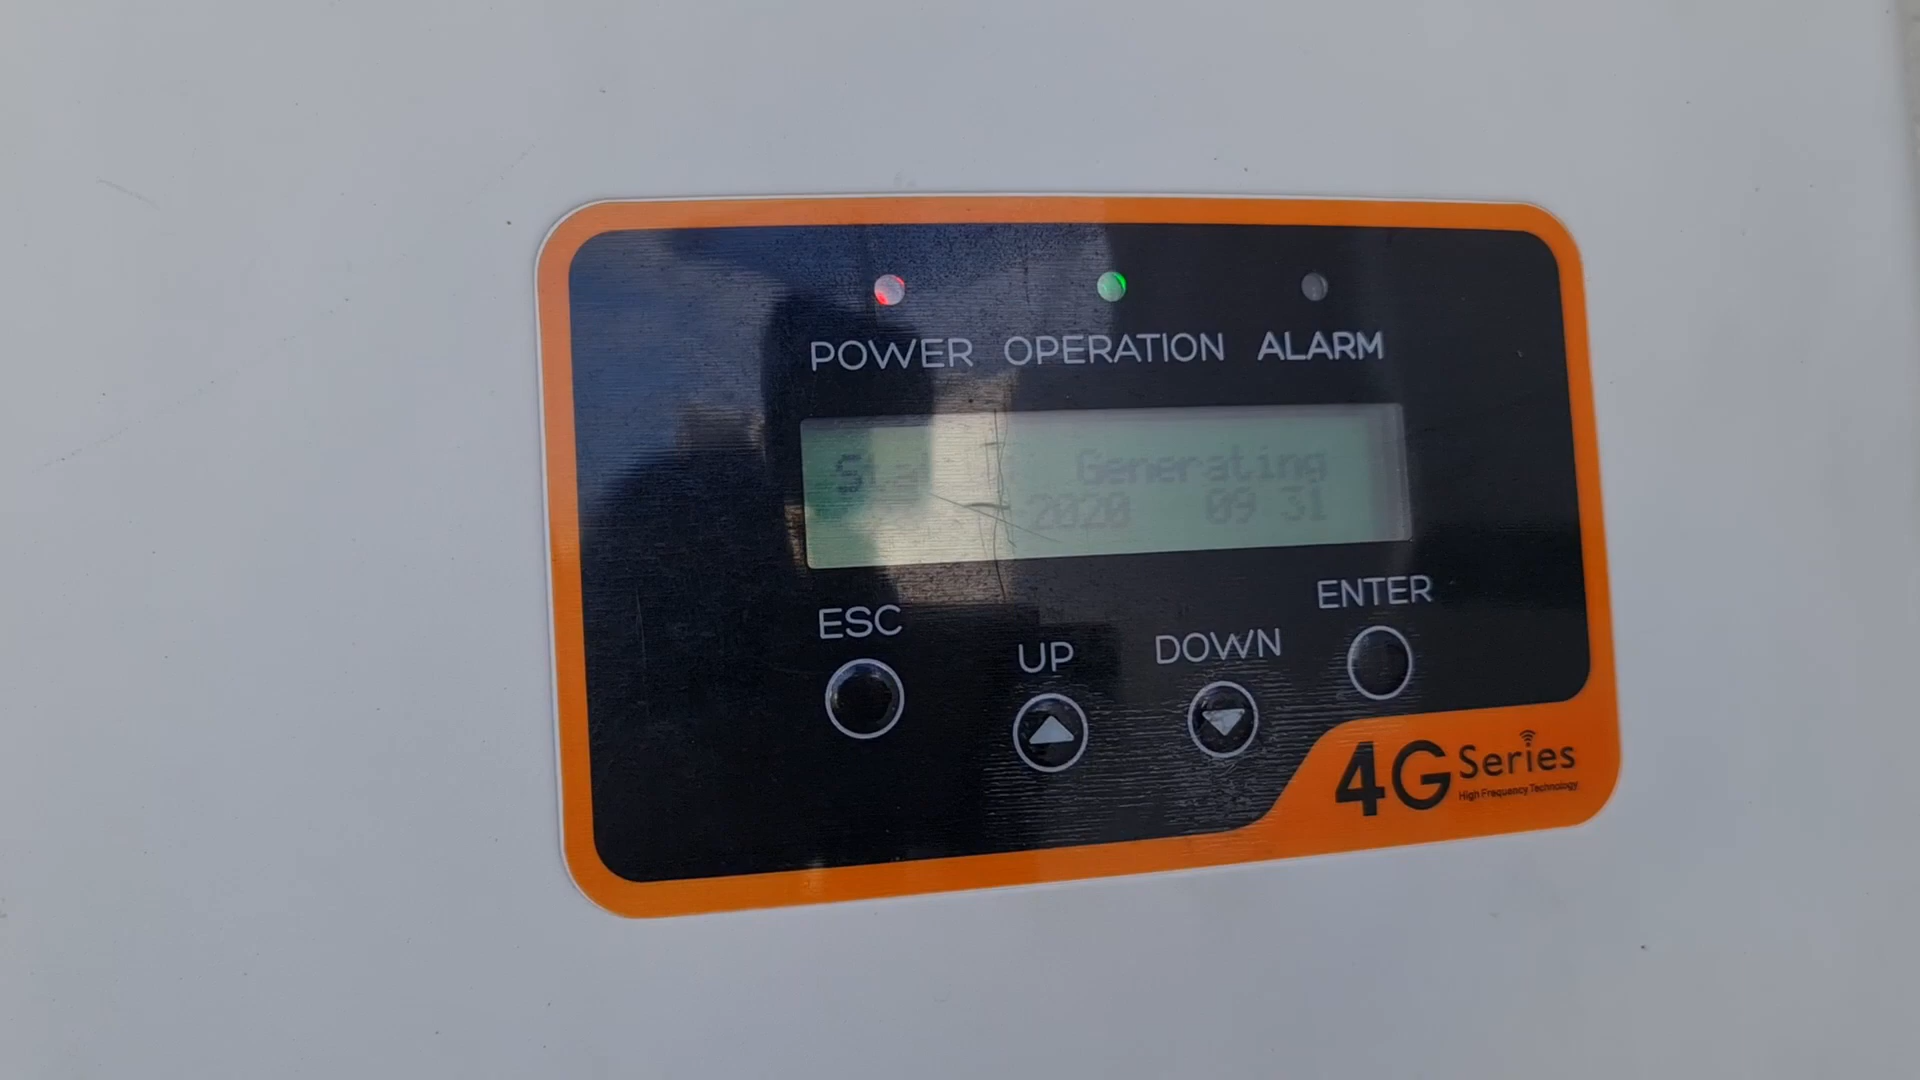 POWER OPERATION ALARM
Generating
2020 09 31
ESC UP DOWN ENTER
4G Series
High Frequency Technology